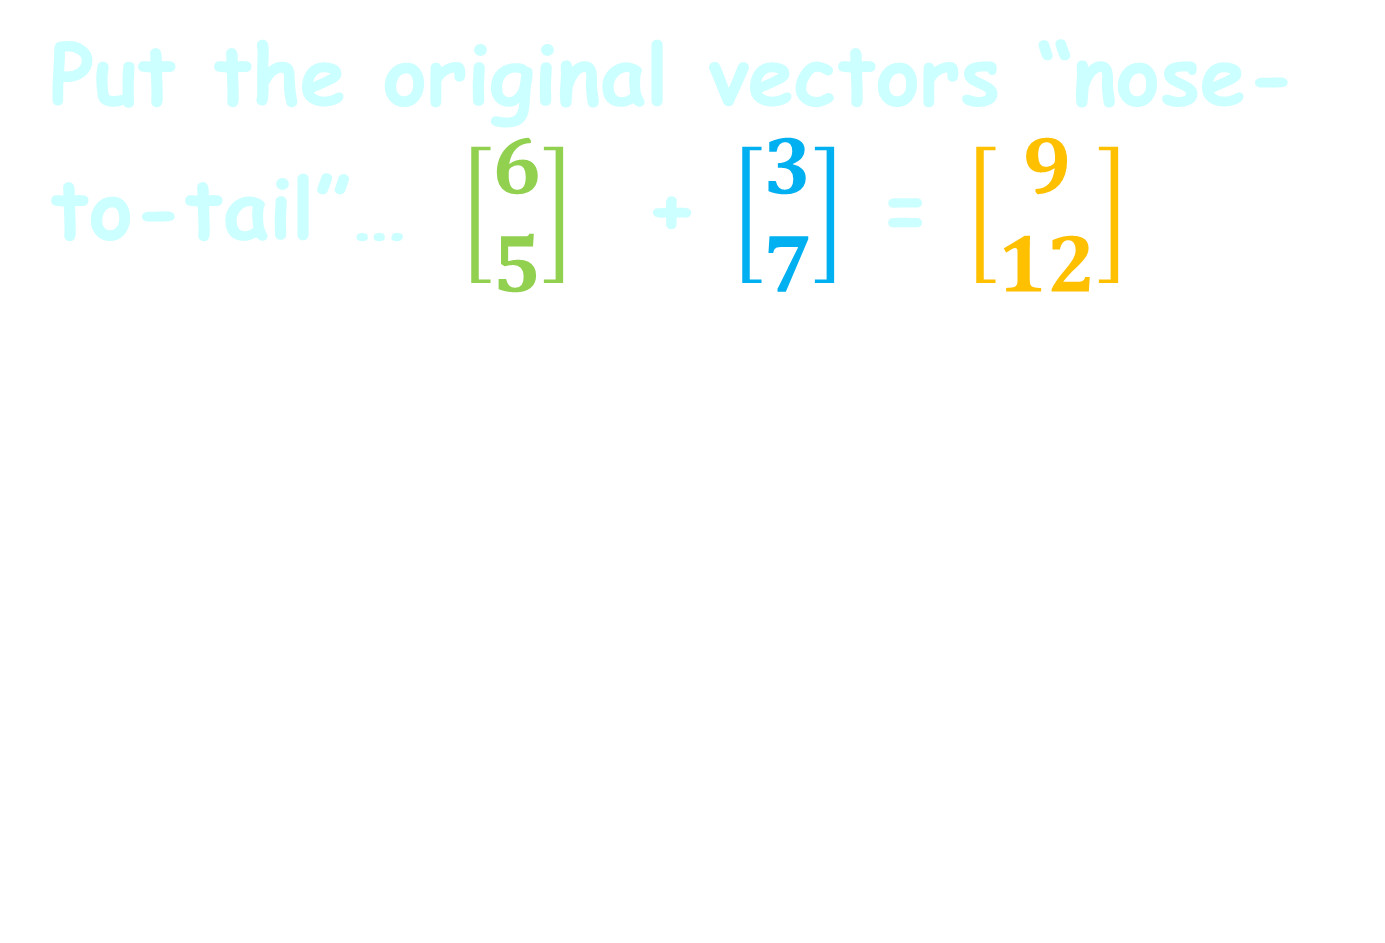 Put the original vectors “nose-
to-tail”… [6 5] + [3 7] = [9 12]